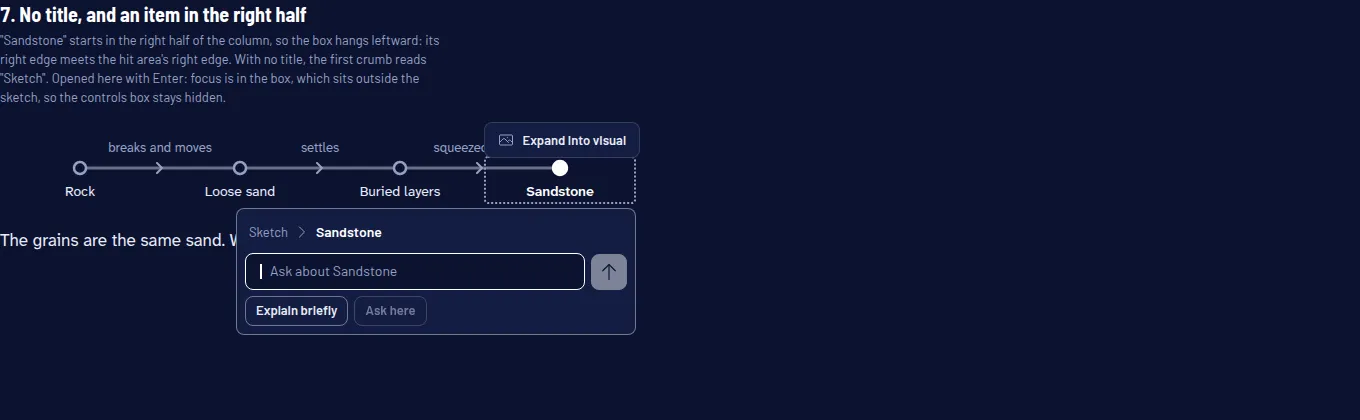 7. No title, and an item in the right half
"Sandstone" starts in the right half of the column, so the box hangs leftward: its
right edge meets the hit area's right edge. With no title, the first crumb reads
"Sketch". Opened here with Enter: focus is in the box, which sits outside the
sketch, so the controls box stays hidden.
Expand into visual
breaks and moves settles squeezed
Rock Loose sand Buried layers Sandstone
The grains are the same sand.
Sketch Sandstone
Ask about Sandstone
Explain briefly Ask here